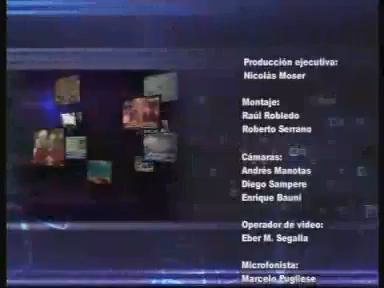 Producción ejecutiva:
Nicolás Moser
Montaje:
Raúl Robledo
Roberto Serrano
Cámaras:
Andrés Manotas
Diego Sampere
Enrique Bauni
Operador de video:
Eber M. Segalla
Microfonista:
Marcelo Pugliese